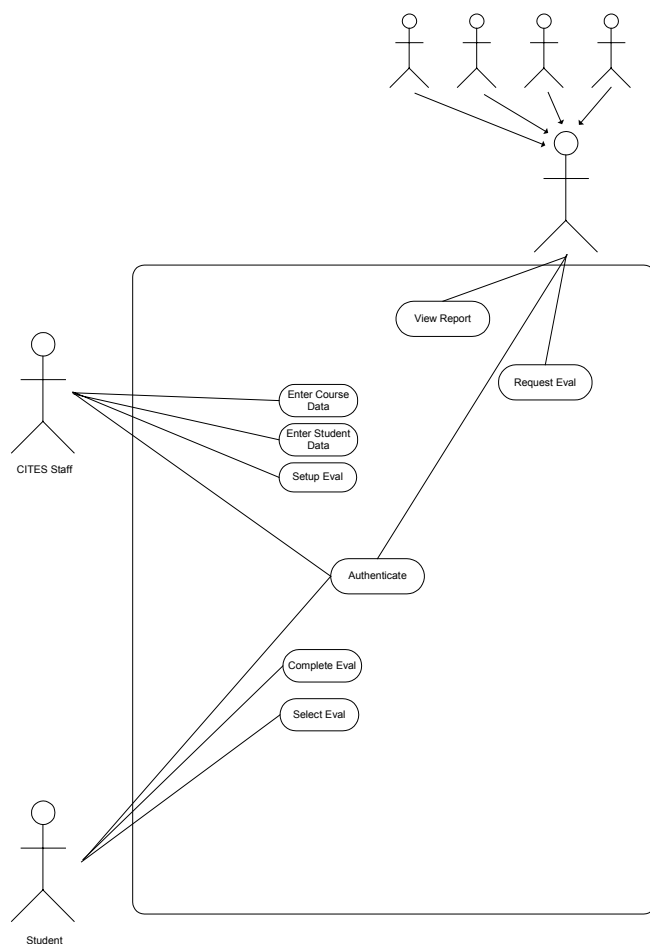 View Report
Request Eval
Enter Course
Data
Enter Student
Data
CITES Staff
Setup Eval
Authenticate
Complete Eval
Select Eval
Student